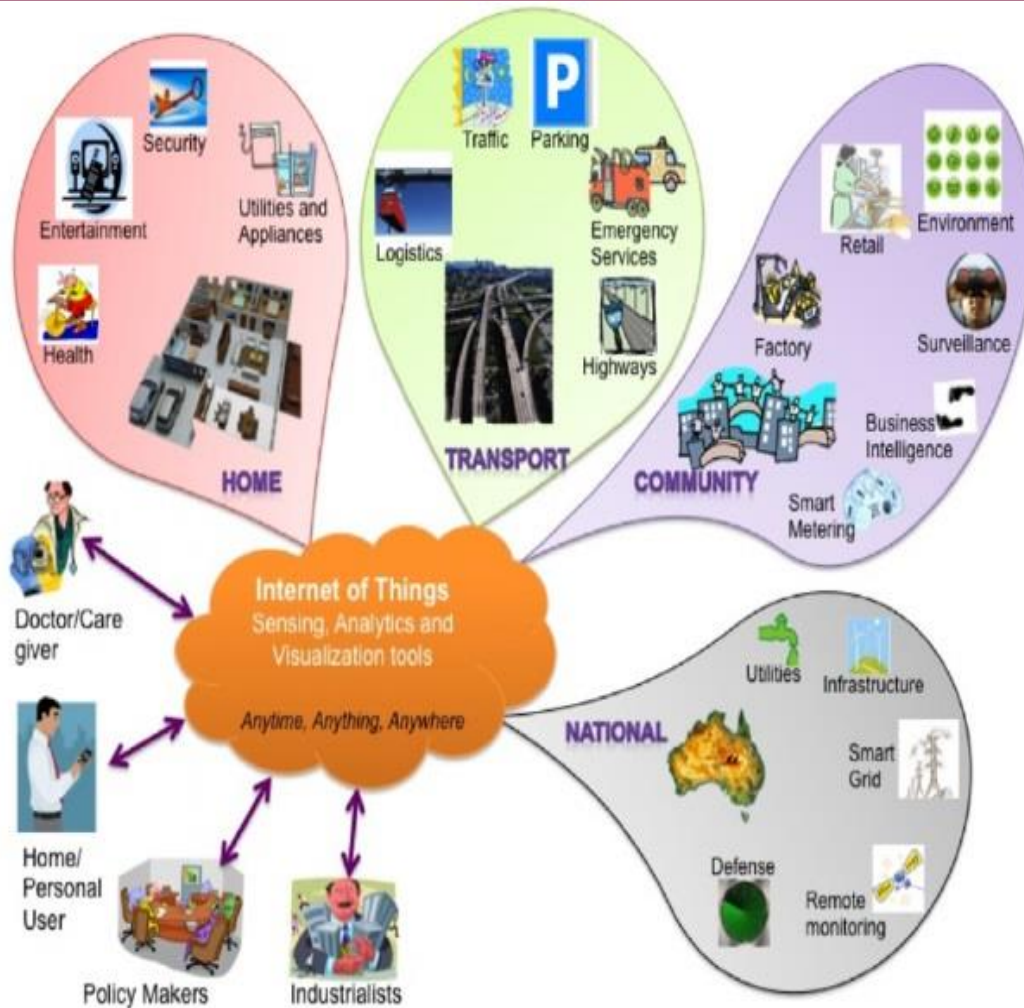 Security
Entertainment
Utilities and
Appliances
Health
HOME
Traffic
Parking
P
Logistics
Emergency
Services
Highways
TRANSPORT
Retail
Environment
Factory
Surveillance
Business
Intelligence
Smart
Metering
COMMUNITY
Internet of Things
Sensing, Analytics and
Visualization tools
Anytime, Anything, Anywhere
NATIONAL
Utilities
Infrastructure
Smart
Grid
Defense
Remote
monitoring
Doctor/Care
giver
Home/
Personal
User
Policy Makers
Industrialists